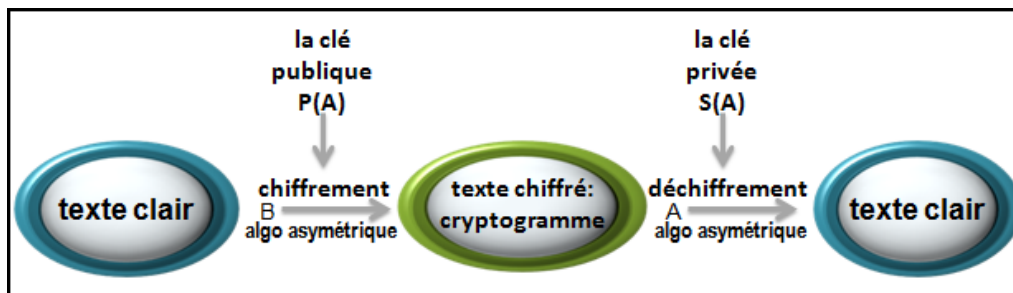 la clé
publique
P(A)
la clé
privée
S(A)
texte clair
chiffrement
B
algo asymétrique
texte chiffré:
cryptogramme
déchiffrement
A
algo asymétrique
texte clair